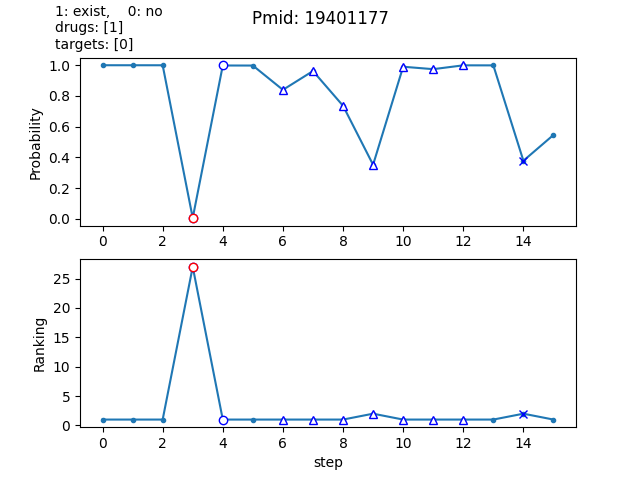 1: exist,    0: no
drugs: [1]
targets: [0]
Pmid: 19401177
Probability
1.0
0.8
0.6
0.4
0.2
0.0
0 2 4 6 8 10 12 14
Ranking
25
20
15
10
5
0
0 2 4 6 8 10 12 14
step